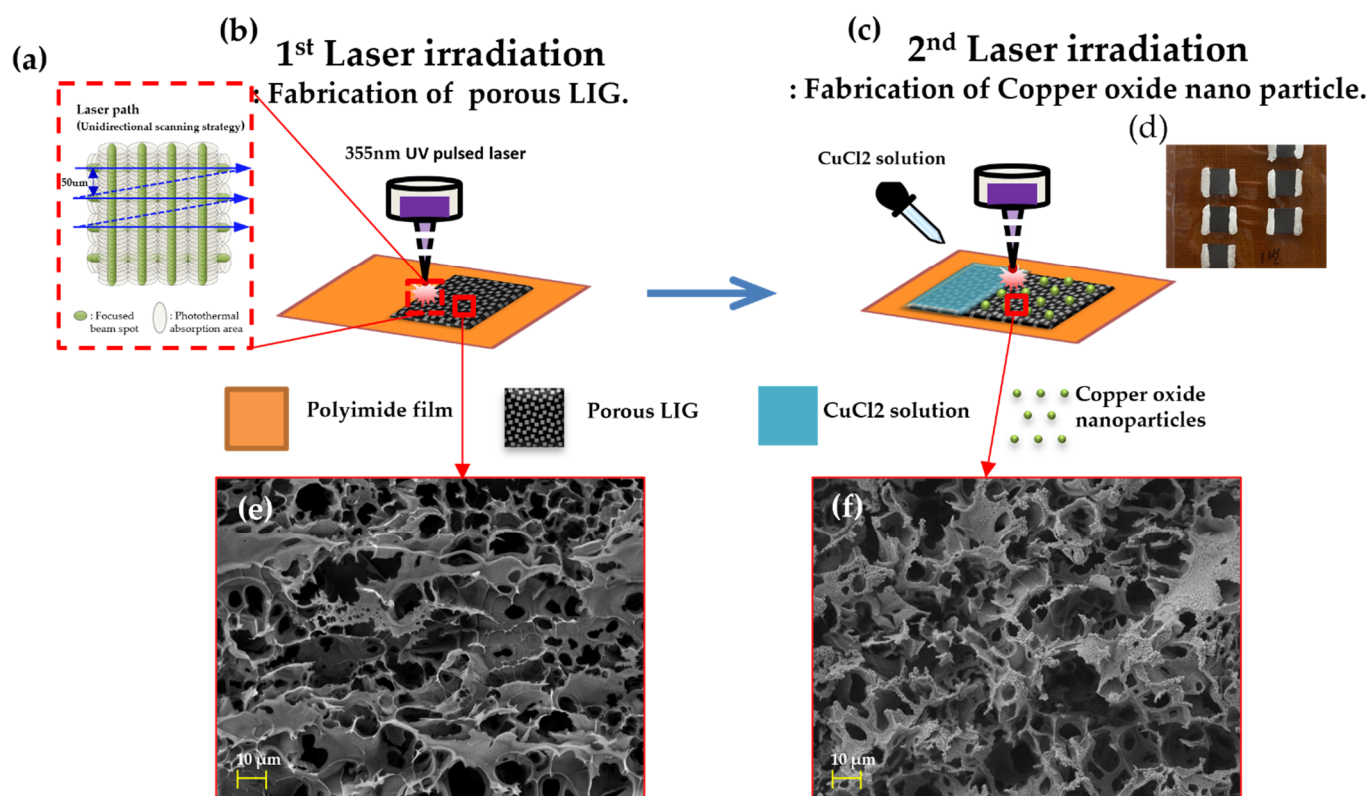 (a)
Laser path
(Unidirectional scanning strategy)
50um
: Focused
beam spot
: Photothermal
absorption area
(b)
1st Laser irradiation
: Fabrication of porous LIG.
355nm UV pulsed laser
(c)
2nd Laser irradiation
: Fabrication of Copper oxide nano particle.
CuCl2 solution
(d)
Polyimide film
Porous LIG
CuCl2 solution
Copper oxide
nanoparticles
(e)
10 µm
(f)
10 µm